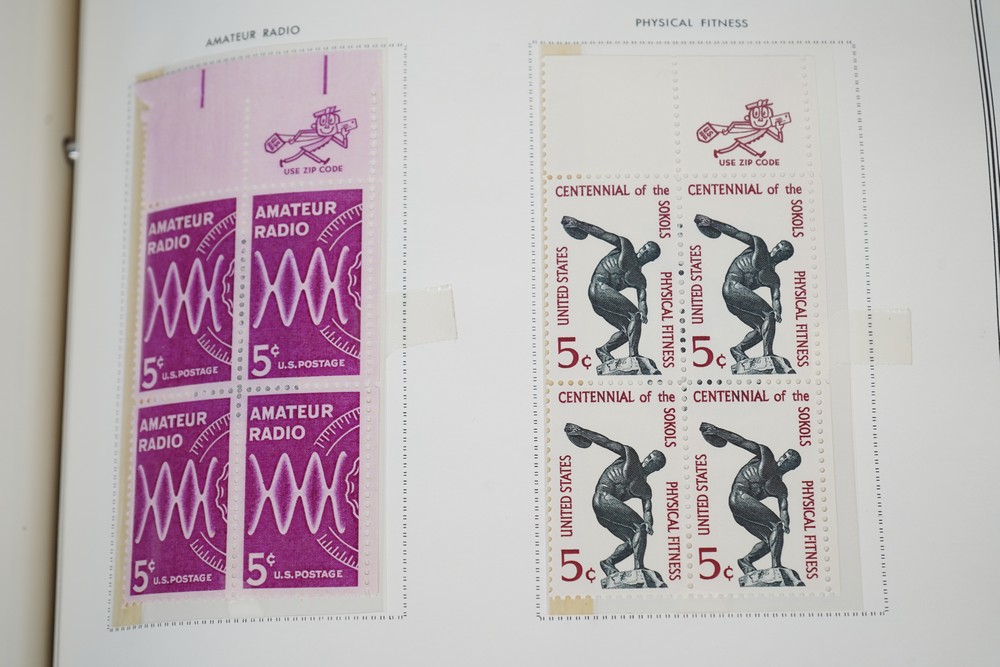 AMATEUR RADIO
USE ZIP CODE
AMATEUR
RADIO
5¢ U.S. POSTAGE
AMATEUR
RADIO
5¢ U.S. POSTAGE
AMATEUR
RADIO
5¢ U.S. POSTAGE
AMATEUR
RADIO
5¢ U.S. POSTAGE
PHYSICAL FITNESS
USE ZIP CODE
CENTENNIAL of the
SOKOLS
UNITED STATES
PHYSICAL FITNESS
5¢
CENTENNIAL of the
SOKOLS
UNITED STATES
PHYSICAL FITNESS
5¢
CENTENNIAL of the
SOKOLS
UNITED STATES
PHYSICAL FITNESS
5¢
CENTENNIAL of the
SOKOLS
UNITED STATES
PHYSICAL FITNESS
5¢